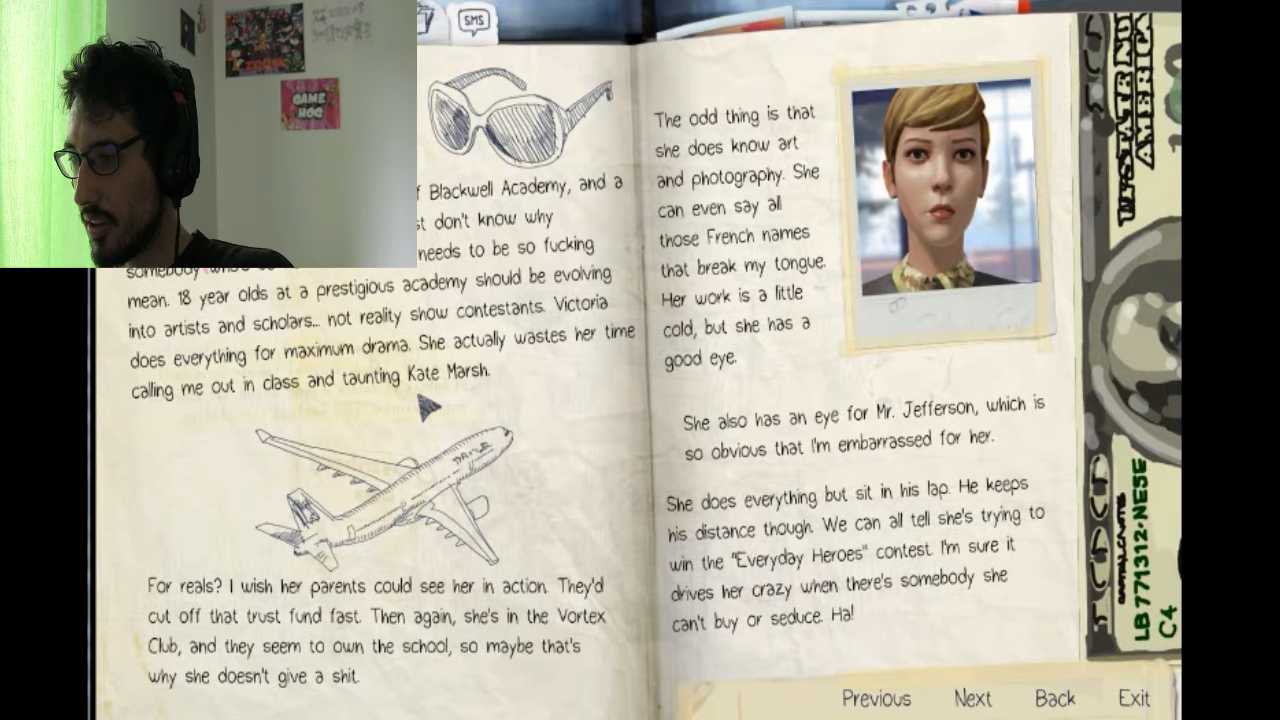 SMS
GAME
HOG
f Blackwell Academy, and a
t don't know why
needs to be so fucking
somebody
mean. 18 year olds at a prestigious academy should be evolving
into artists and scholars... not reality show contestants. Victoria
does everything for maximum drama. She actually wastes her time
calling me out in class and taunting Kate Marsh.
For reals? I wish her parents could see her in action. They'd
cut off that trust fund fast. Then again, she's in the Vortex
Club, and they seem to own the school, so maybe that's
why she doesn't give a shit.
The odd thing is that
she does know art
and photography. She
can even say all
those French names
that break my tongue.
Her work is a little
cold, but she has a
good eye.
She also has an eye for Mr. Jefferson, which is
so obvious that I'm embarrassed for her.
She does everything but sit in his lap. He keeps
his distance though. We can all tell she's trying to
win the "Everyday Heroes" contest. I'm sure it
drives her crazy when there's somebody she
can't buy or seduce. Ha!
AMERICA
LB771312-NE5E
C4
Previous Next Back Exit